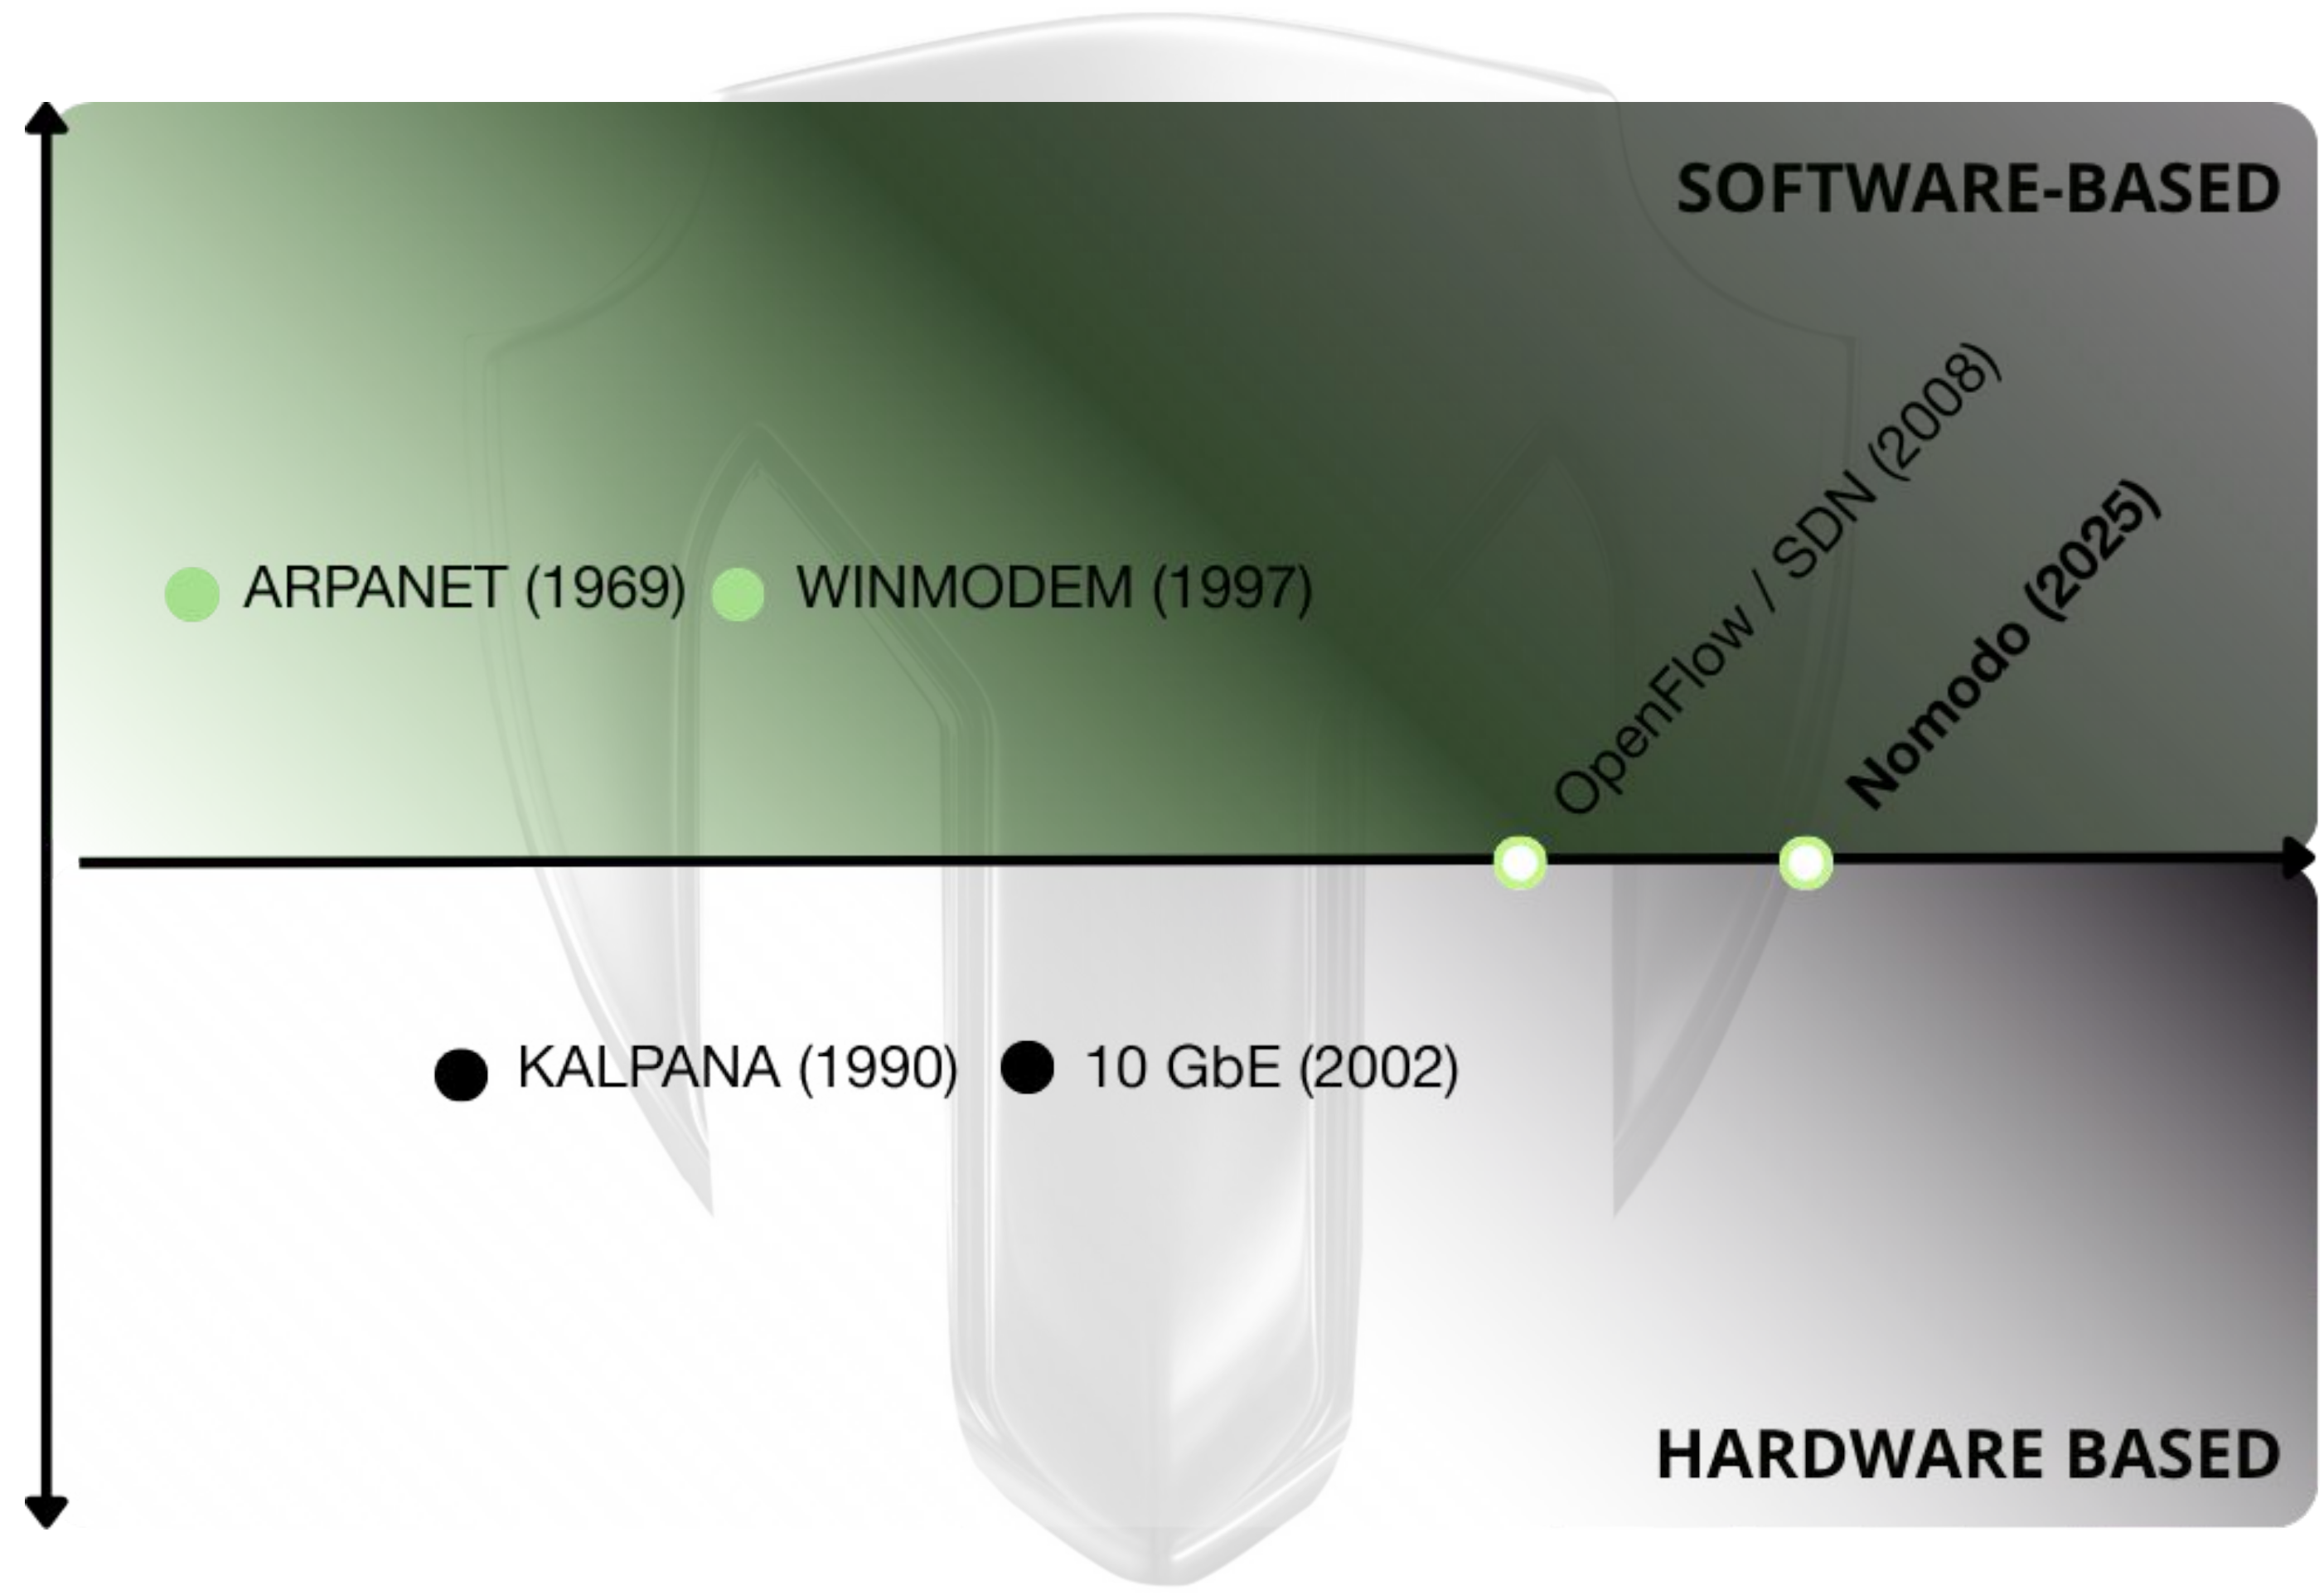 SOFTWARE-BASED
OpenFlow / SDN (2008)
Nomodo (2025)
ARPANET (1969)
WINMODEM (1997)
KALPANA (1990)
10 GbE (2002)
HARDWARE BASED